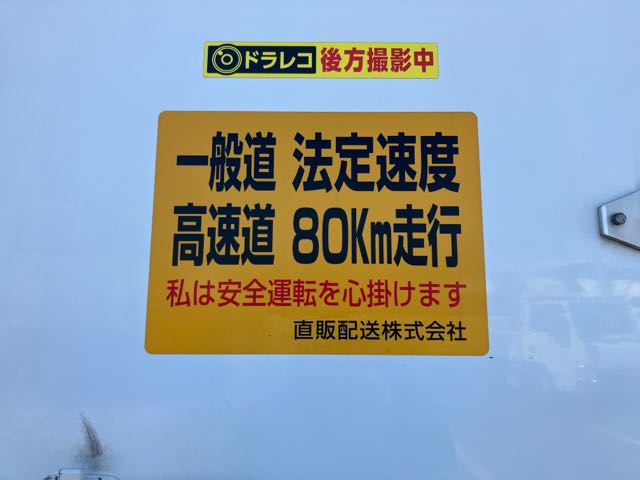 ドラレコ 後方撮影中
一般道 法定速度
高速道 80Km走行
私は安全運転を心掛けます
直販配送株式会社